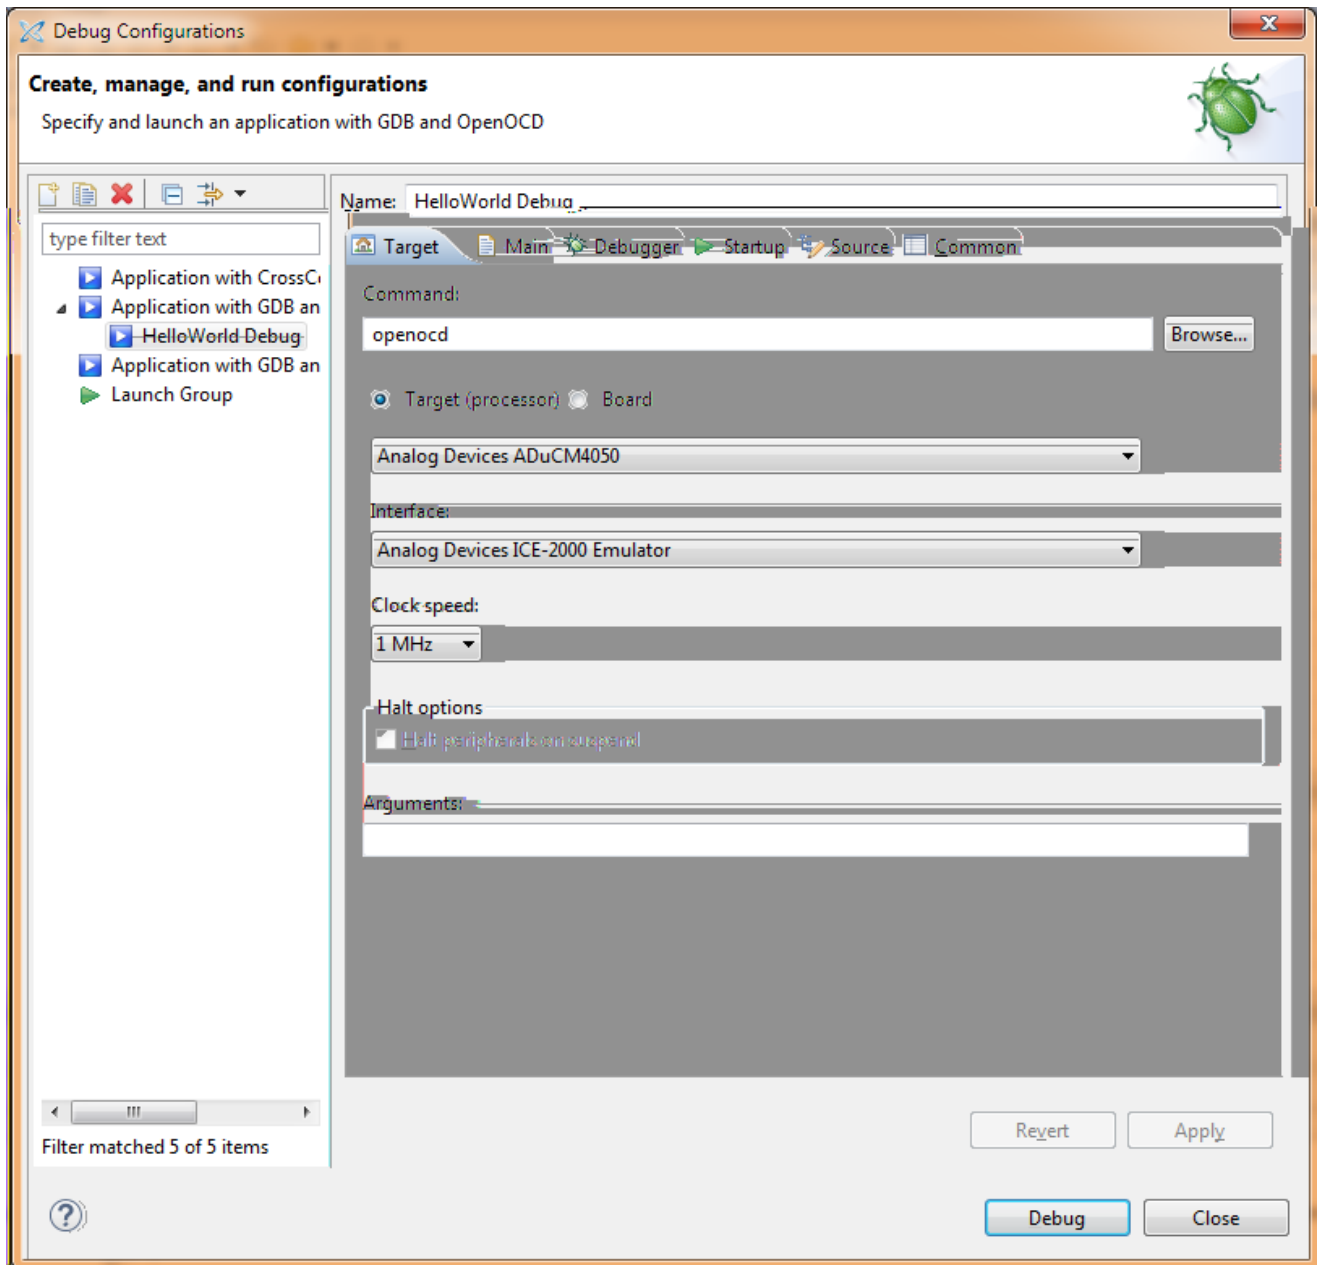 Debug Configurations
Create, manage, and run configurations
Specify and launch an application with GDB and OpenOCD
Name: HelloWorld Debug
type filter text
Target Main Debugger Startup Source Common
Application with CrossC
Application with GDB an
HelloWorld Debug
Application with GDB an
Launch Group
Command:
openocd Browse...
Target (processor) Board
Analog Devices ADuCM4050
Interface:
Analog Devices ICE-2000 Emulator
Clock speed:
1 MHz
Halt options
Halt peripherals on suspend
Arguments:
Filter matched 5 of 5 items
Revert Apply
? Debug Close